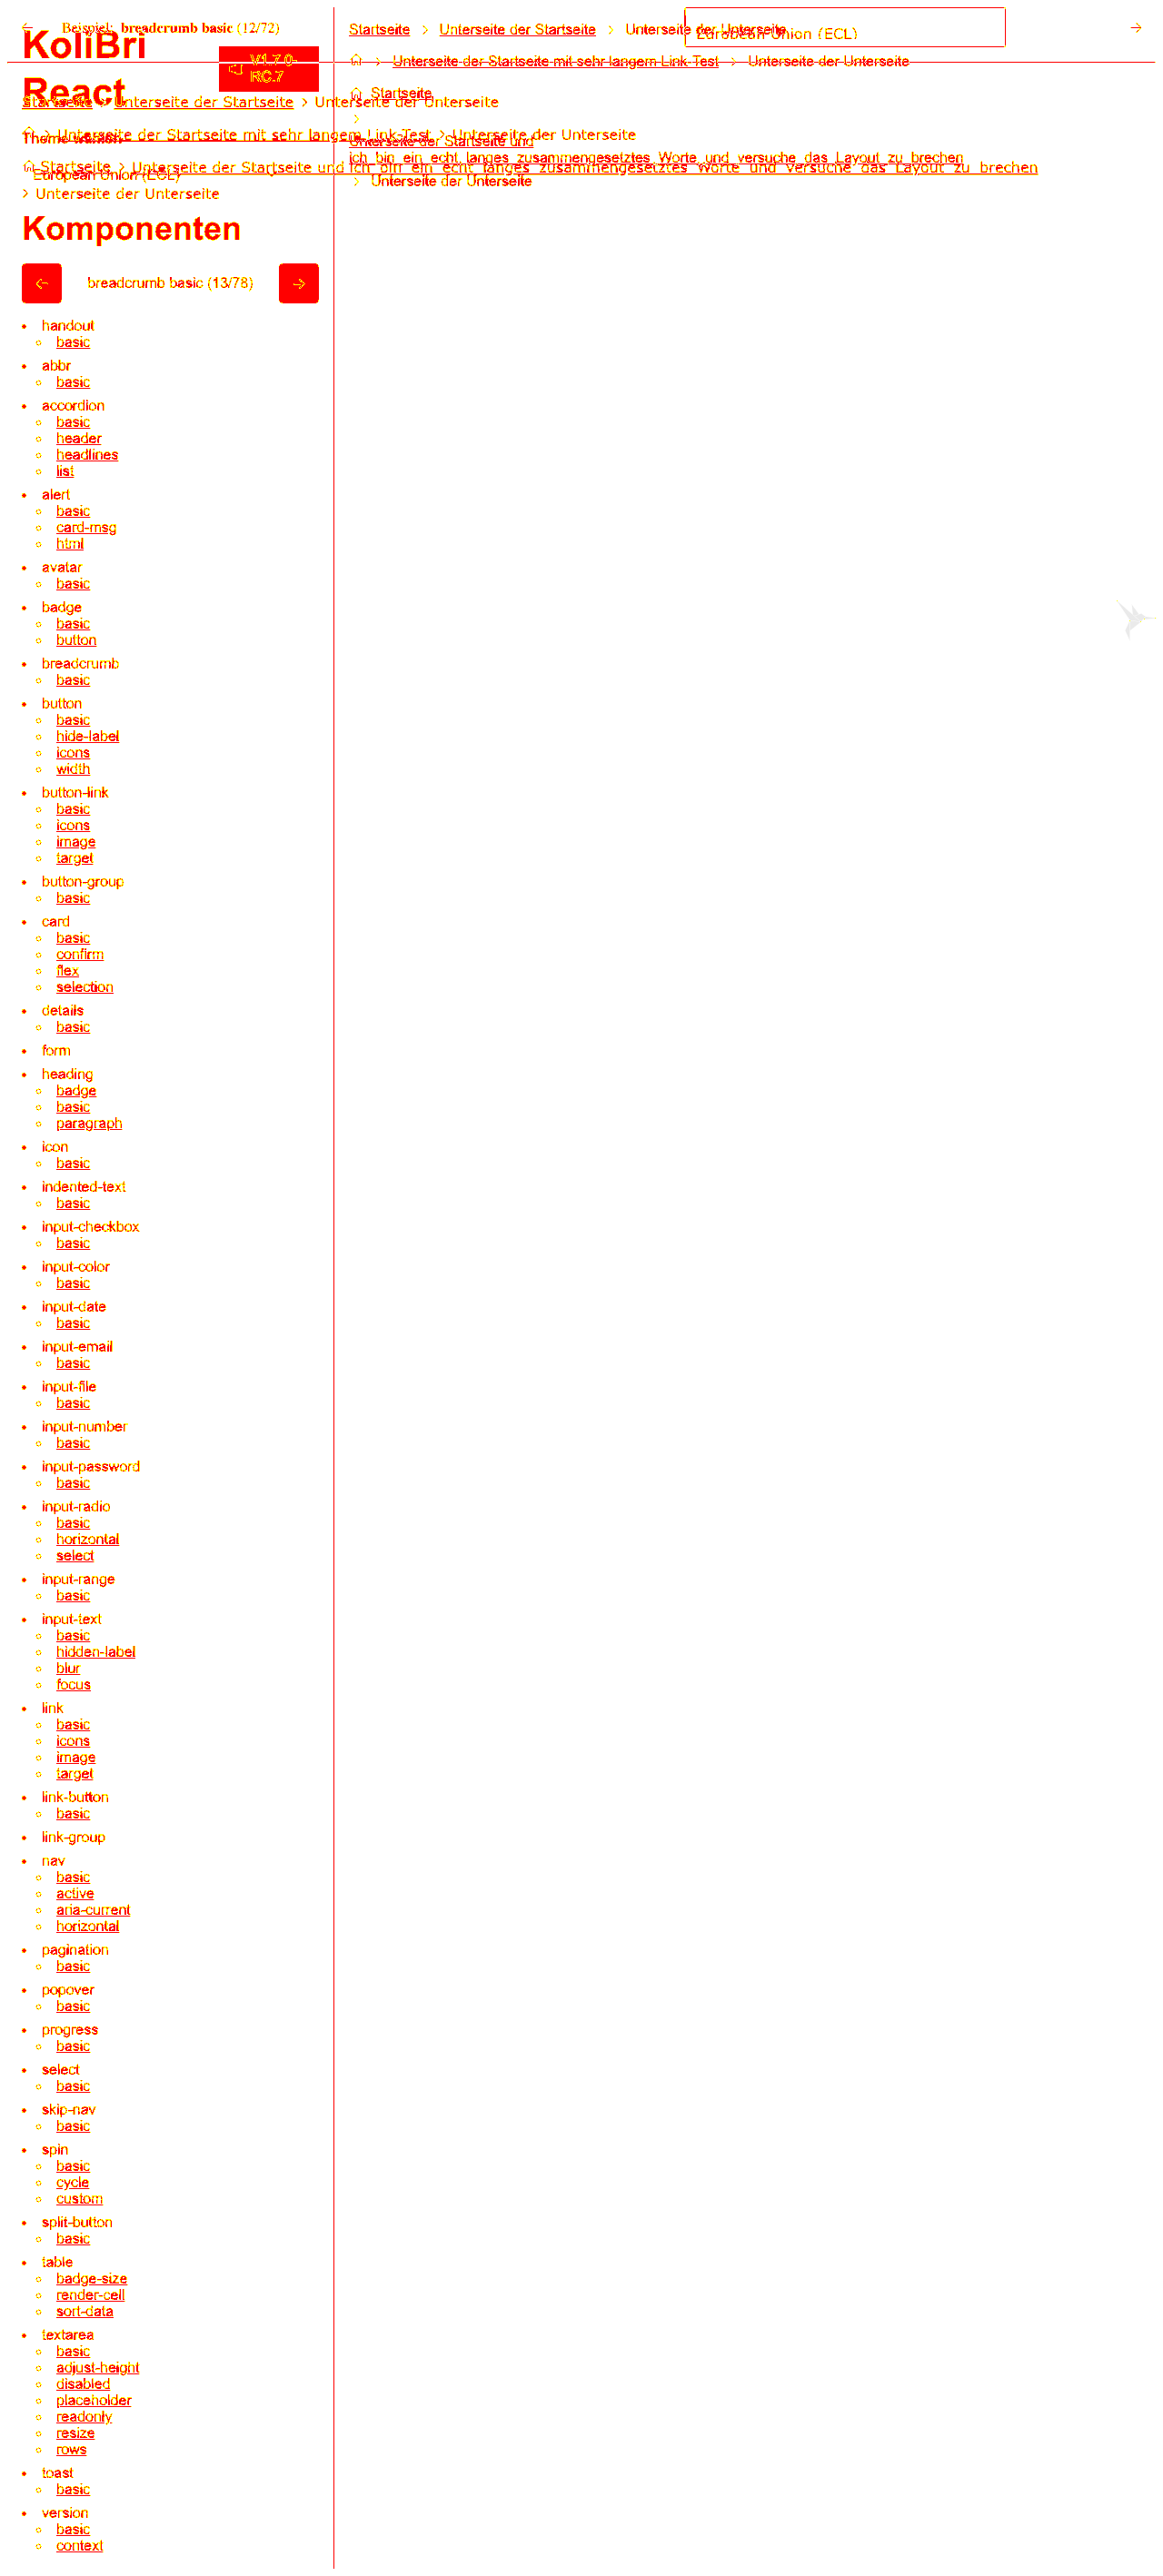 Beispiel: breadcrumb basic (12/72)
KoliBri
React
V1.7.0-
RC.7
Startseite > Unterseite der Startseite > Unterseite der Unterseite
European Union (ECL)
> Unterseite der Startseite mit sehr langem Link-Test > Unterseite der Unterseite
Startseite > Unterseite der Startseite > Unterseite der Unterseite
Startseite
>
> Unterseite der Startseite mit sehr langem Link-Test > Unterseite der Unterseite
Theme wählen
Unterseite der Startseite und
ich bin ein echt langes zusammengesetztes Worte und versuche das Layout zu brechen
Startseite > Unterseite der Startseite und ich bin ein echt langes zusammengesetztes Worte und versuche das Layout zu brechen
European Union (ECL)
> Unterseite der Unterseite
> Unterseite der Unterseite
Komponenten
breadcrumb basic (13/78)
handout
basic
abbr
basic
accordion
basic
header
headlines
list
alert
basic
card-msg
html
avatar
basic
badge
basic
button
breadcrumb
basic
button
basic
hide-label
icons
width
button-link
basic
icons
image
target
button-group
basic
card
basic
confirm
flex
selection
details
basic
form
heading
badge
basic
paragraph
icon
basic
indented-text
basic
input-checkbox
basic
input-color
basic
input-date
basic
input-email
basic
input-file
basic
input-number
basic
input-password
basic
input-radio
basic
horizontal
select
input-range
basic
input-text
basic
hidden-label
blur
focus
link
basic
icons
image
target
link-button
basic
link-group
nav
basic
active
aria-current
horizontal
pagination
basic
popover
basic
progress
basic
select
basic
skip-nav
basic
spin
basic
cycle
custom
split-button
basic
table
badge-size
render-cell
sort-data
textarea
basic
adjust-height
disabled
placeholder
readonly
resize
rows
toast
basic
version
basic
context